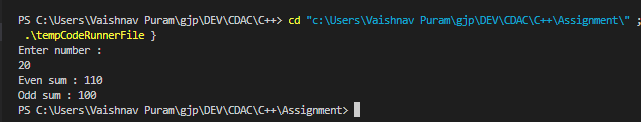 PS C:\Users\Vaishnav Puram\gjp\DEV\CDAC\C++> cd "c:\Users\Vaishnav Puram\gjp\DEV\CDAC\C++\Assignment\" ;
.\tempCodeRunnerFile }
Enter number :
20
Even sum : 110
Odd sum : 100
PS C:\Users\Vaishnav Puram\gjp\DEV\CDAC\C++\Assignment>